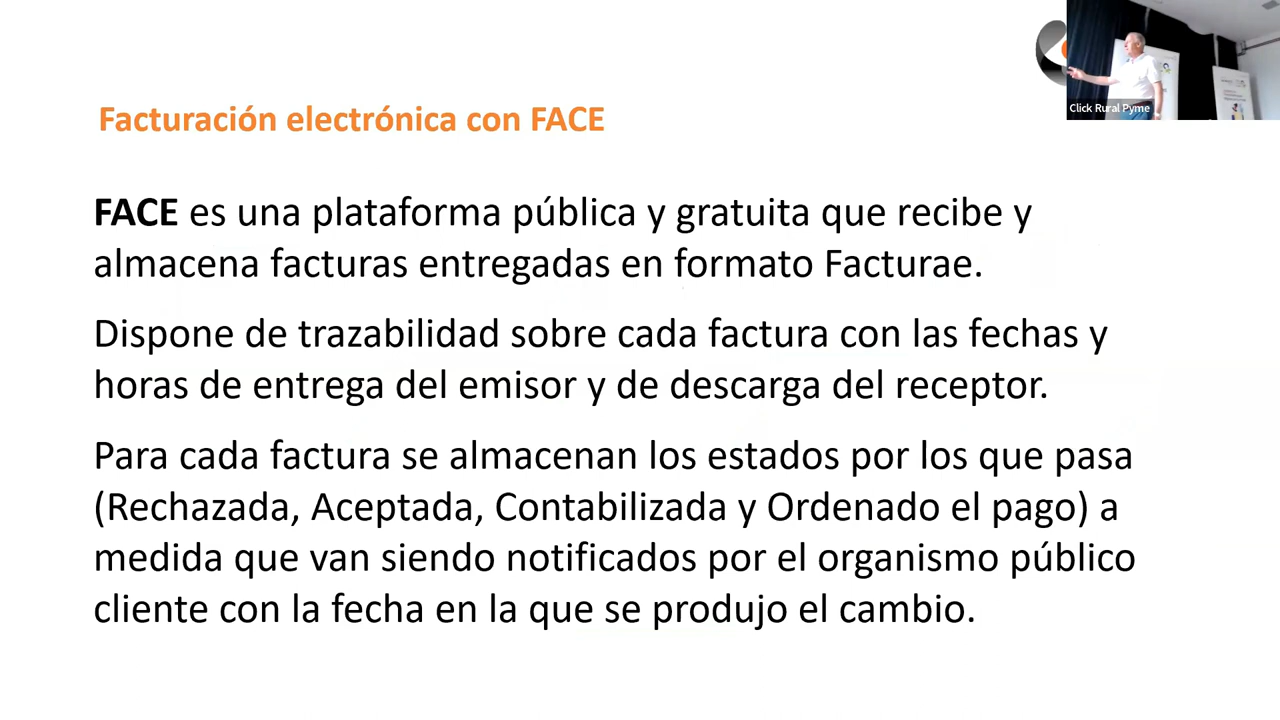 Click Rural Pyme
Facturación electrónica con FACE
FACE es una plataforma pública y gratuita que recibe y
almacena facturas entregadas en formato Facturae.
Dispone de trazabilidad sobre cada factura con las fechas y
horas de entrega del emisor y de descarga del receptor.
Para cada factura se almacenan los estados por los que pasa
(Rechazada, Aceptada, Contabilizada y Ordenado el pago) a
medida que van siendo notificados por el organismo público
cliente con la fecha en la que se produjo el cambio.